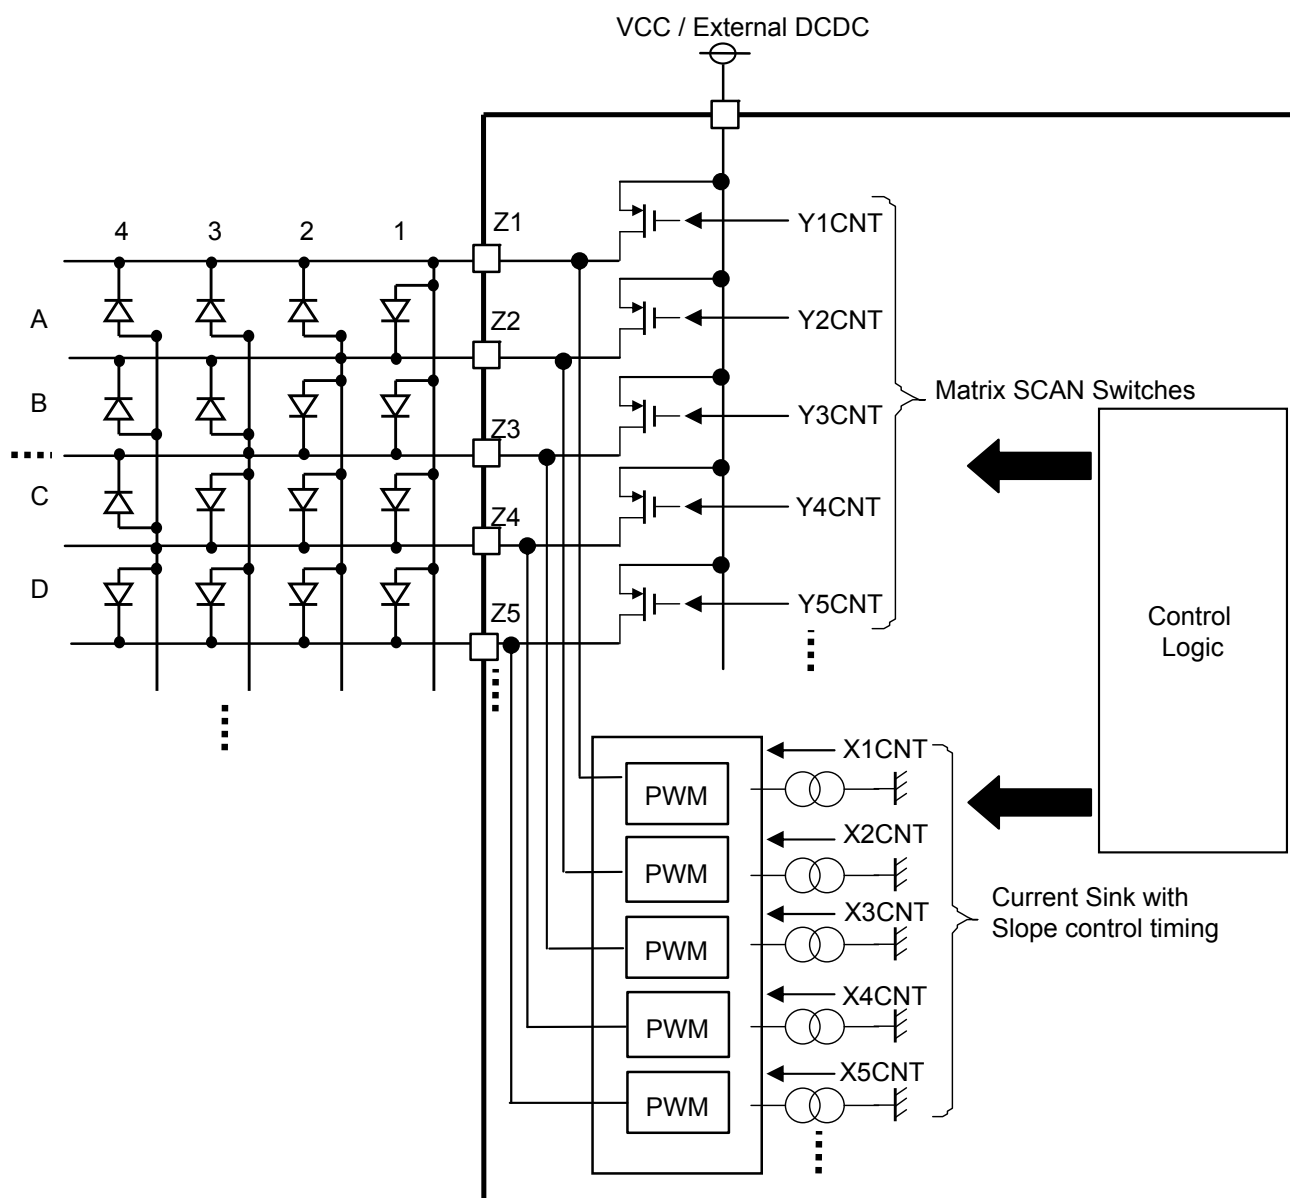 VCC / External DCDC
4 3 2 1
Z1
Y1CNT
A
Z2
Y2CNT
B
Z3
Y3CNT
Matrix SCAN Switches
C
Z4
Y4CNT
D
Z5
Y5CNT
Control
Logic
X1CNT
PWM
X2CNT
PWM
X3CNT
PWM
Current Sink with
Slope control timing
X4CNT
PWM
X5CNT
PWM